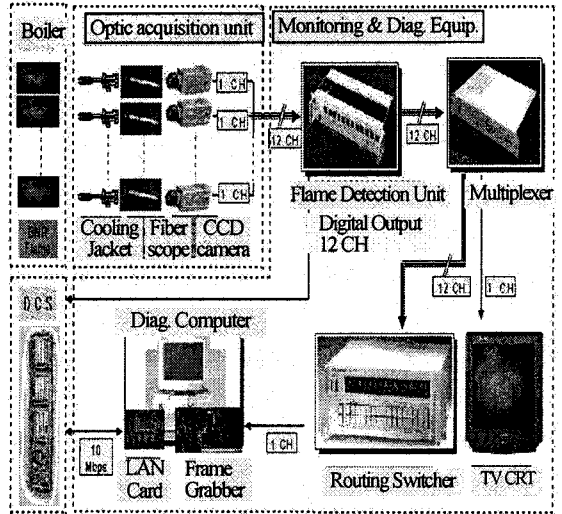 Boiler
Optic acquisition unit
Monitoring & Diag. Equip.
1 CH
1 CH
1 CH
12 CH
12 CH
Flame Detection Unit
Multiplexer
Digital Output
12 CH
Cooling
Jacket
Fiber
scope
CCD
camera
12 CH
1 CH
DCS
Diag. Computer
10
Mbps
LAN
Card
Frame
Grabber
1 CH
Routing Switcher
TV CRT